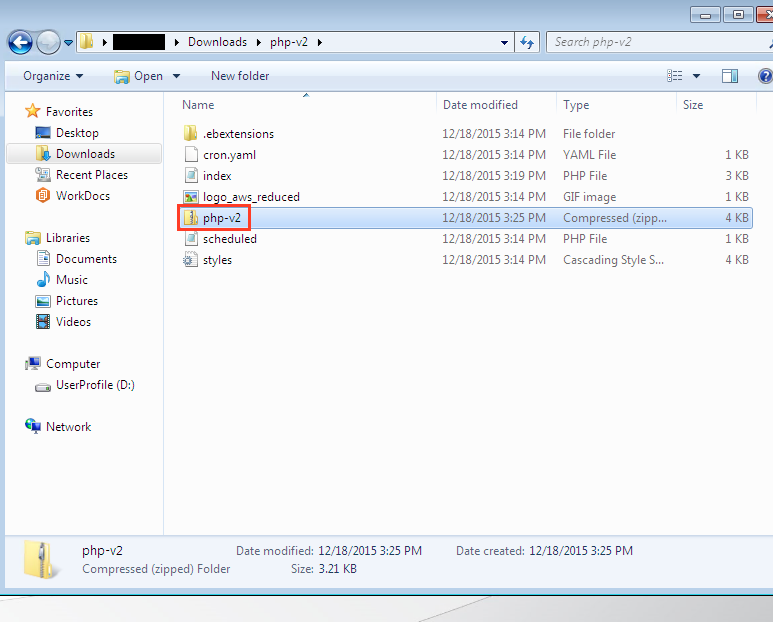 Downloads php-v2
Search php-v2
Organize Open New folder
Name Date modified Type Size
Favorites
Desktop
Downloads
Recent Places
WorkDocs
Libraries
Documents
Music
Pictures
Videos
Computer
UserProfile (D:)
Network
.ebextensions 12/18/2015 3:14 PM File folder
cron.yaml 12/18/2015 3:14 PM YAML File 1 KB
index 12/18/2015 3:19 PM PHP File 3 KB
logo_aws_reduced 12/18/2015 3:14 PM GIF image 1 KB
php-v2 12/18/2015 3:25 PM Compressed (zipp... 4 KB
scheduled 12/18/2015 3:14 PM PHP File 1 KB
styles 12/18/2015 3:14 PM Cascading Style S... 4 KB
php-v2 Date modified: 12/18/2015 3:25 PM Date created: 12/18/2015 3:25 PM
Compressed (zipped) Folder Size: 3.21 KB